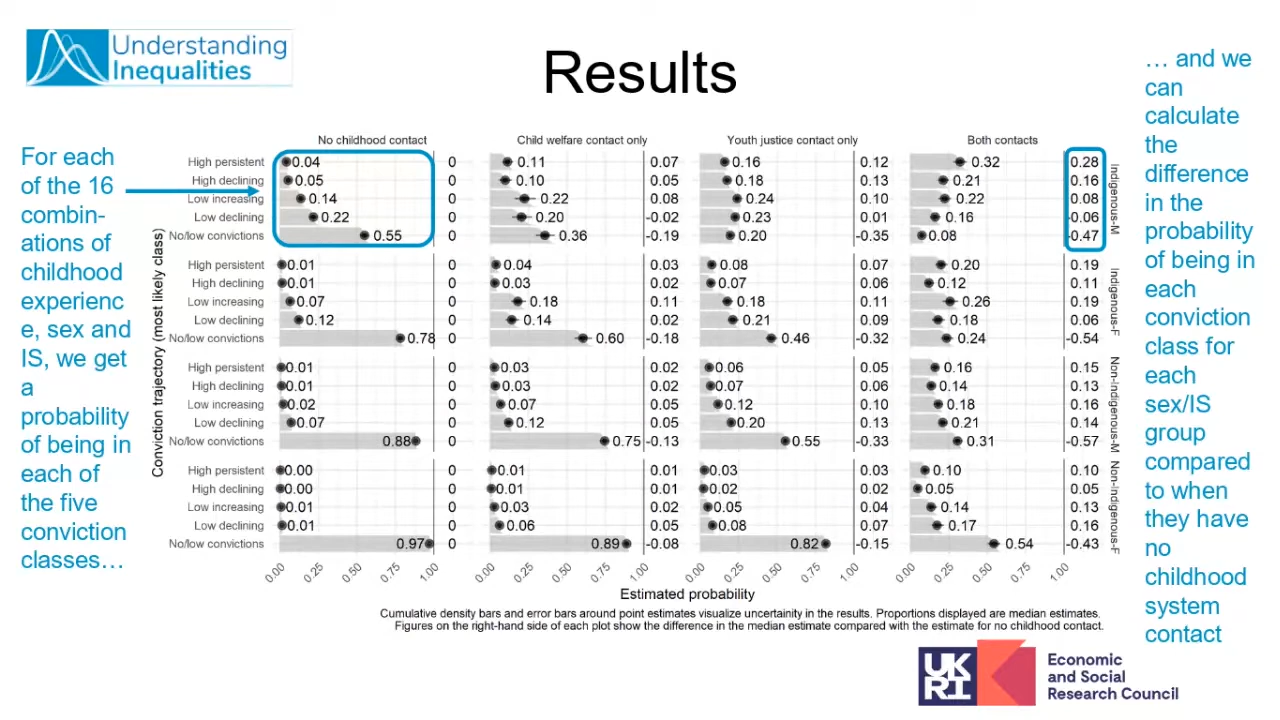 Understanding
Inequalities
Results
For each
of the 16
combin-
ations of
childhood
experienc
e, sex and
IS, we get
a
probability
of being in
each of
the five
conviction
classes…
… and we
can
calculate
the
difference
in the
probability
of being in
each
conviction
class for
each
sex/IS
group
compared
to when
they have
no
childhood
system
contact
Conviction trajectory (most likely class)
No childhood contact Child welfare contact only Youth justice contact only Both contacts
High persistent 0.04 0 0.11 0.07 0.16 0.12 0.32 0.28
High declining 0.05 0 0.10 0.05 0.18 0.13 0.21 0.16
Low increasing 0.14 0 0.22 0.08 0.24 0.10 0.22 0.08
Low declining 0.22 0 0.20 -0.02 0.23 0.01 0.16 -0.06
No/low convictions 0.55 0 0.36 -0.19 0.20 -0.35 0.08 -0.47
Indigenous-M
High persistent 0.01 0 0.04 0.03 0.08 0.07 0.20 0.19
High declining 0.01 0 0.03 0.02 0.07 0.06 0.12 0.11
Low increasing 0.07 0 0.18 0.11 0.18 0.11 0.26 0.19
Low declining 0.12 0 0.14 0.02 0.21 0.09 0.18 0.06
No/low convictions 0.78 0 0.60 -0.18 0.46 -0.32 0.24 -0.54
Indigenous-F
High persistent 0.01 0 0.03 0.02 0.06 0.05 0.16 0.15
High declining 0.01 0 0.03 0.02 0.07 0.06 0.14 0.13
Low increasing 0.02 0 0.07 0.05 0.12 0.10 0.18 0.16
Low declining 0.07 0 0.12 0.05 0.20 0.13 0.21 0.14
No/low convictions 0.88 0 0.75 -0.13 0.55 -0.33 0.31 -0.57
Non-Indigenous-M
High persistent 0.00 0 0.01 0.01 0.03 0.03 0.10 0.10
High declining 0.00 0 0.01 0.01 0.02 0.02 0.05 0.05
Low increasing 0.01 0 0.03 0.02 0.05 0.04 0.14 0.13
Low declining 0.01 0 0.06 0.05 0.08 0.07 0.17 0.16
No/low convictions 0.97 0 0.89 -0.08 0.82 -0.15 0.54 -0.43
Non-Indigenous-F
0.00 0.25 0.50 0.75 1.00 0.00 0.25 0.50 0.75 1.00 0.00 0.25 0.50 0.75 1.00 0.00 0.25 0.50 0.75 1.00
Estimated probability
Cumulative density bars and error bars around point estimates visualize uncertainity in the results. Proportions displayed are median estimates.
Figures on the right-hand side of each plot show the difference in the median estimate compared with the estimate for no childhood contact.
UK
RI
Economic
and Social
Research Council